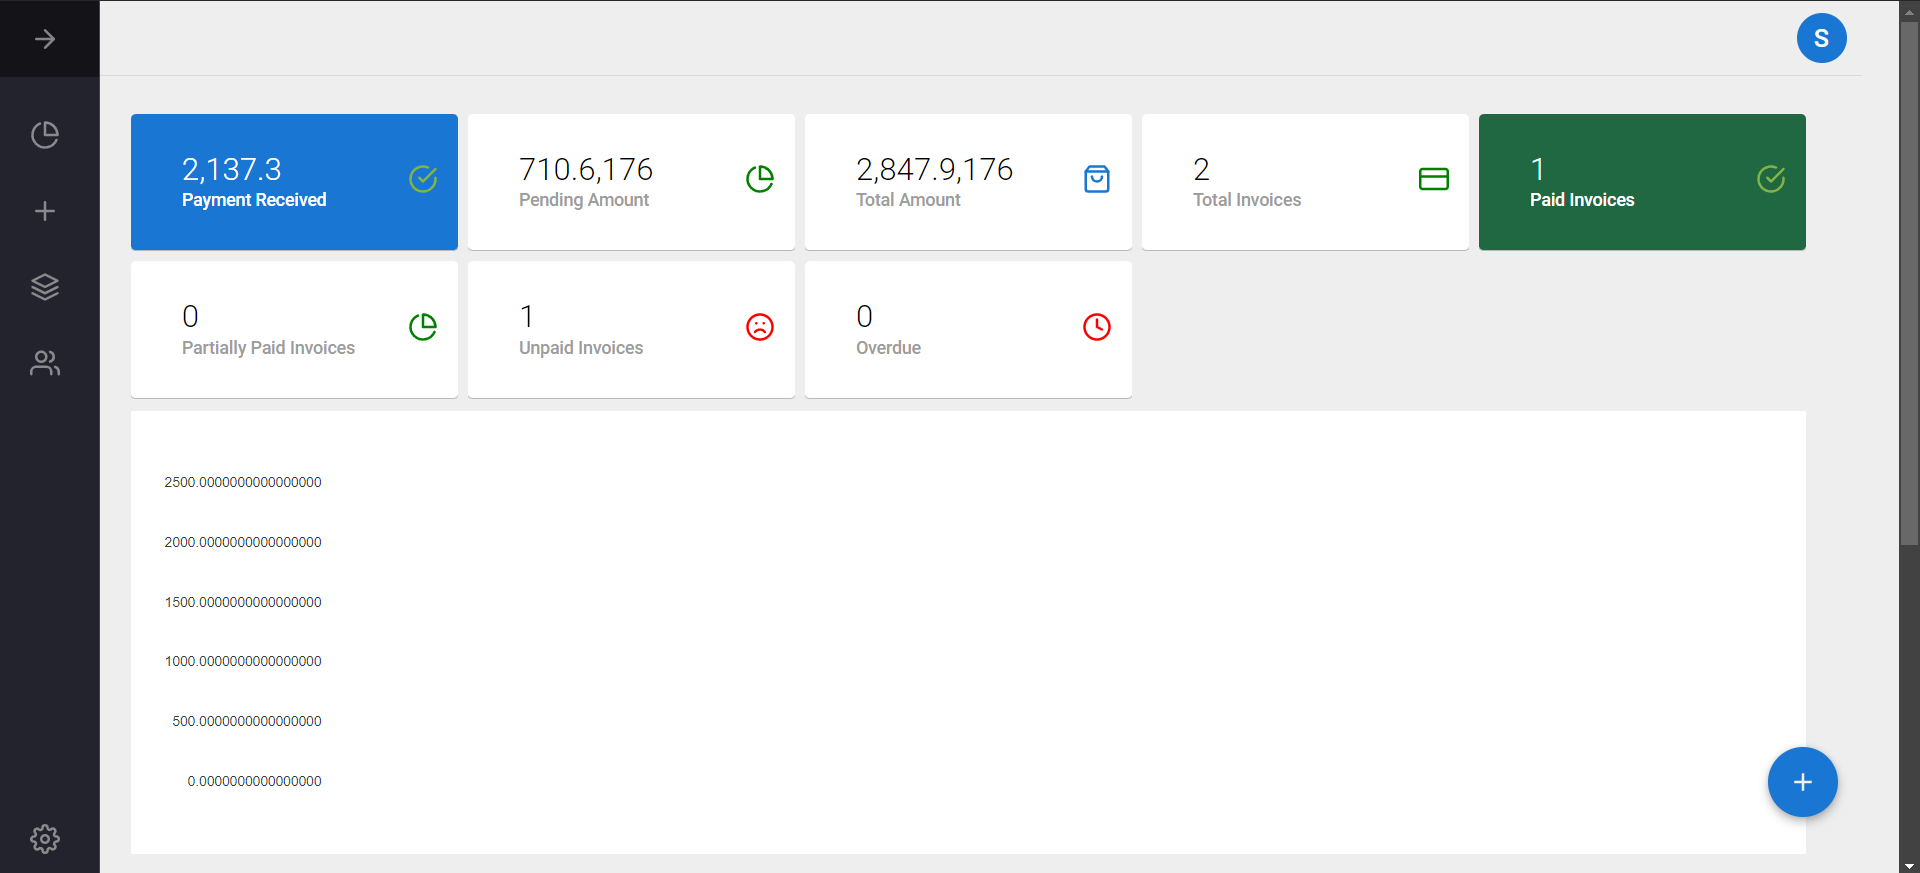 S
2,137.3
Payment Received
710.6,176
Pending Amount
2,847.9,176
Total Amount
2
Total Invoices
1
Paid Invoices
0
Partially Paid Invoices
1
Unpaid Invoices
0
Overdue
2500.0000000000000000
2000.0000000000000000
1500.0000000000000000
1000.0000000000000000
500.0000000000000000
0.0000000000000000